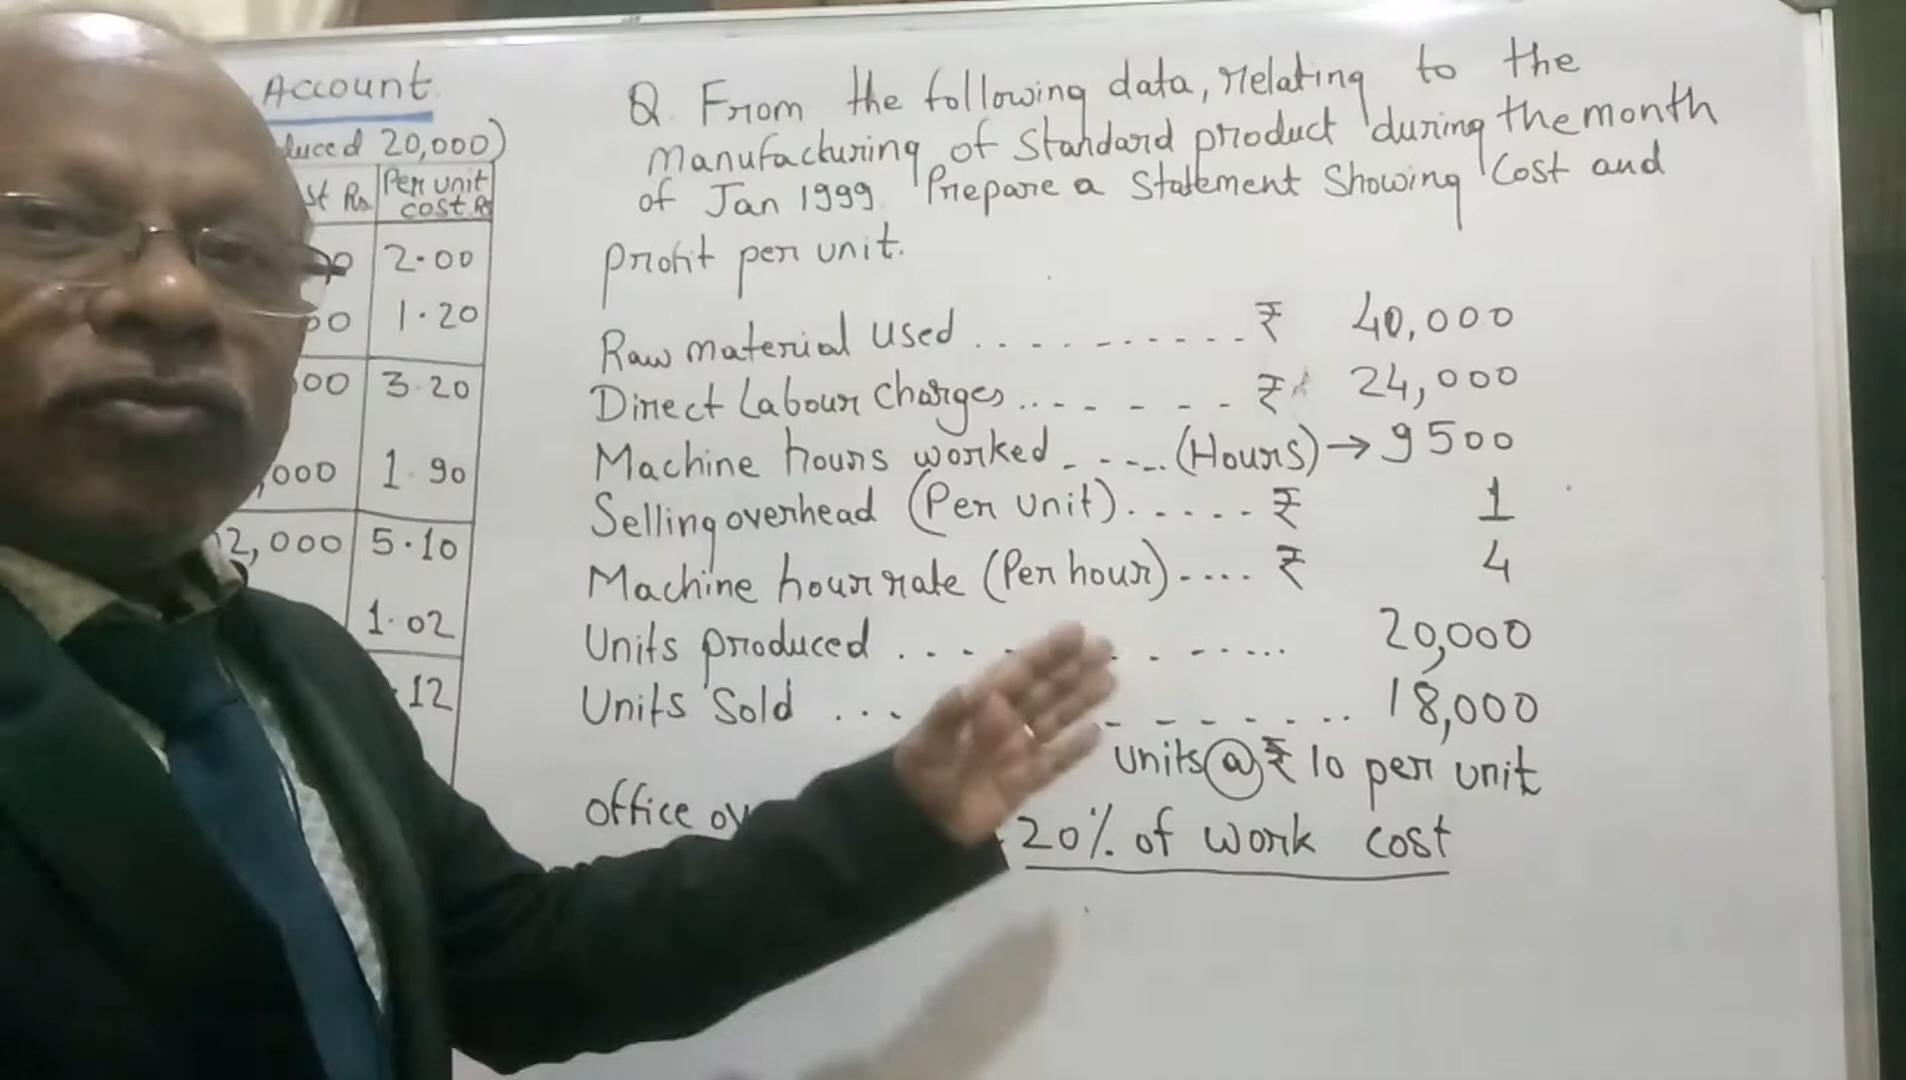 Account
duced 20,000)
st Rs Per unit
cost Rs
00 2.00
00 1.20
00 3.20
,000 1.90
2,000 5.10
1.02
.12
Q. From the following data, relating to the
Manufacturing of Standard product during the month
of Jan 1999. Prepare a Statement Showing Cost and
profit per unit.
Raw material used .......... ₹ 40,000
Direct Labour charges ....... ₹ 24,000
Machine hours worked ..... (Hours) → 9500
Selling overhead (Per unit) ...... ₹ 1
Machine hour rate (Per hour) .... ₹ 4
Units produced ......... 20,000
Units Sold .......... 18,000
units @ ₹ 10 per unit
office 20% of work cost